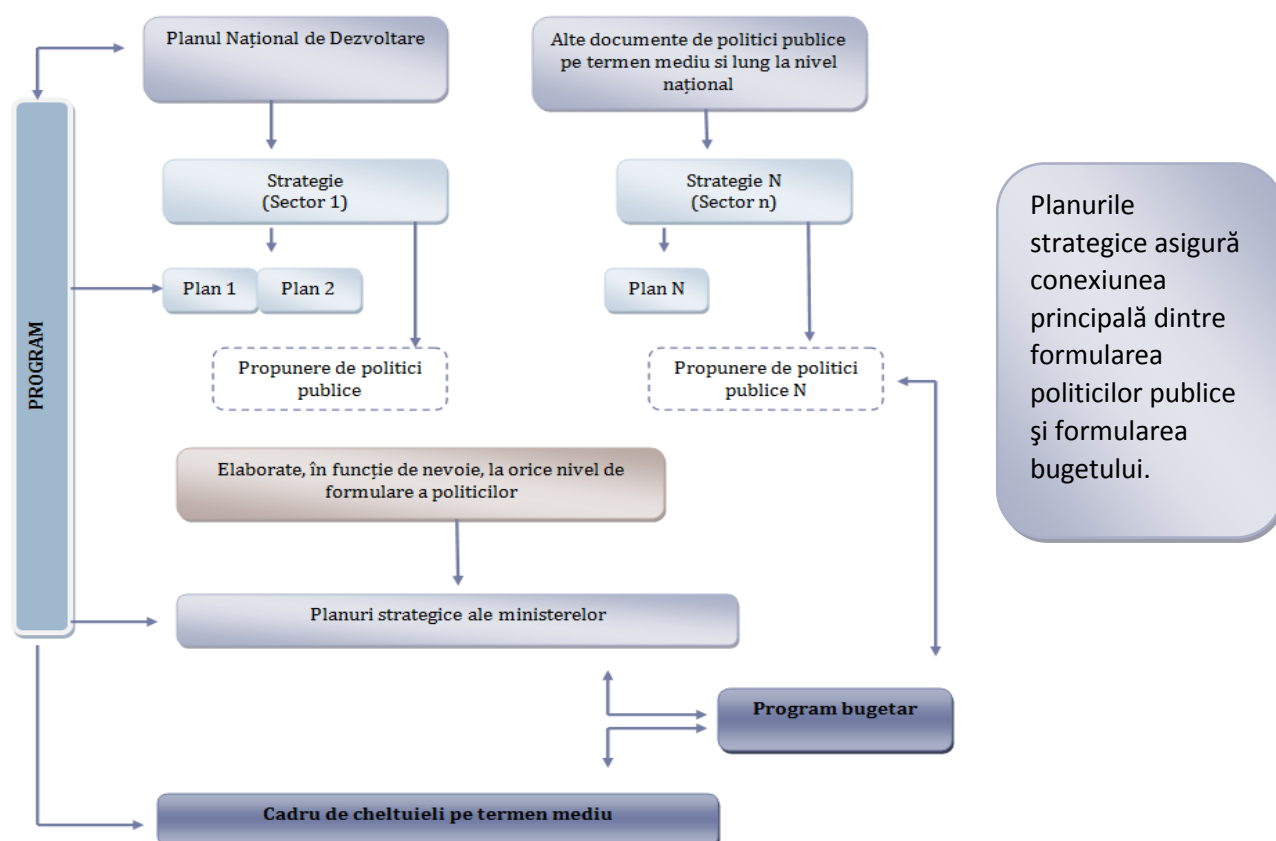 Planul Național de Dezvoltare
Alte documente de politici publice
pe termen mediu si lung la nivel
național
Strategie
(Sector 1)
Strategie N
(Sector n)
Plan 1
Plan 2
Plan N
PROGRAM
Propunere de politici
publice
Propunere de politici
publice N
Elaborate, în funcție de nevoie, la orice nivel de
formulare a politicilor
Planuri strategice ale ministerelor
Program bugetar
Cadru de cheltuieli pe termen mediu
Planurile
strategice asigură
conexiunea
principală dintre
formularea
politicilor publice
şi formularea
bugetului.